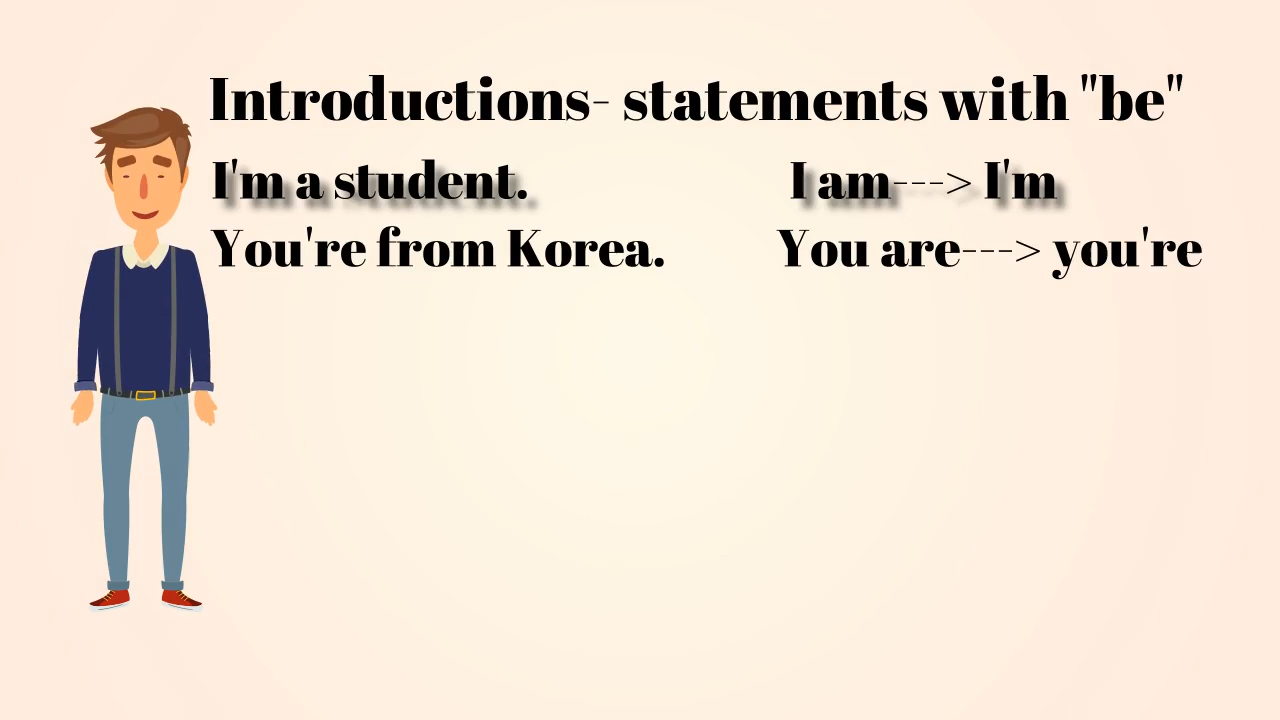 Introductions- statements with "be"
I'm a student. I am---> I'm
You're from Korea. You are---> you're